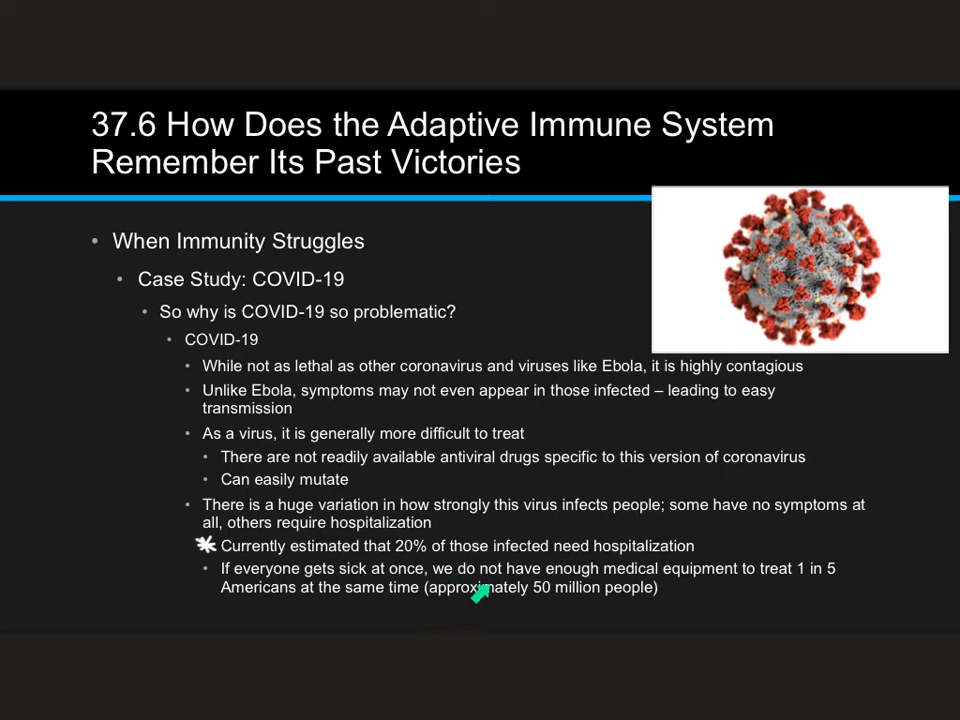 37.6 How Does the Adaptive Immune System
Remember Its Past Victories
• When Immunity Struggles
• Case Study: COVID-19
• So why is COVID-19 so problematic?
• COVID-19
• While not as lethal as other coronavirus and viruses like Ebola, it is highly contagious
• Unlike Ebola, symptoms may not even appear in those infected – leading to easy
transmission
• As a virus, it is generally more difficult to treat
• There are not readily available antiviral drugs specific to this version of coronavirus
• Can easily mutate
• There is a huge variation in how strongly this virus infects people; some have no symptoms at
all, others require hospitalization
Currently estimated that 20% of those infected need hospitalization
• If everyone gets sick at once, we do not have enough medical equipment to treat 1 in 5
Americans at the same time (approximately 50 million people)